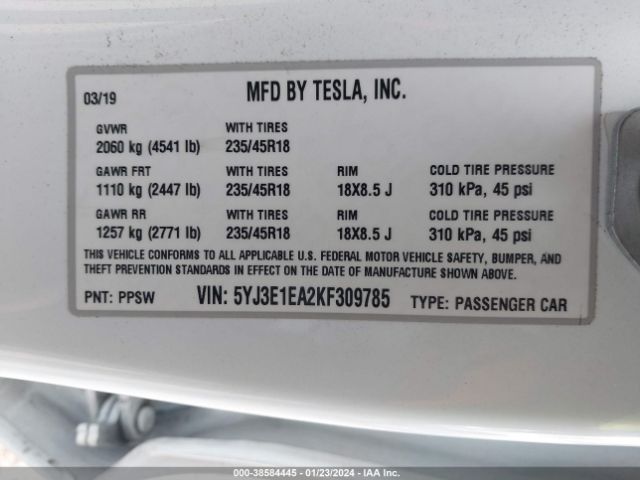 03/19 MFD BY TESLA, INC.
GVWR WITH TIRES
2060 kg (4541 lb) 235/45R18
GAWR FRT WITH TIRES RIM COLD TIRE PRESSURE
1110 kg (2447 lb) 235/45R18 18X8.5 J 310 kPa, 45 psi
GAWR RR WITH TIRES RIM COLD TIRE PRESSURE
1257 kg (2771 lb) 235/45R18 18X8.5 J 310 kPa, 45 psi
THIS VEHICLE CONFORMS TO ALL APPLICABLE U.S. FEDERAL MOTOR VEHICLE SAFETY, BUMPER, AND
THEFT PREVENTION STANDARDS IN EFFECT ON THE DATE OF MANUFACTURE SHOWN ABOVE.
PNT: PPSW VIN: 5YJ3E1EA2KF309785 TYPE: PASSENGER CAR
000-38584445 - 01/23/2024 - IAA Inc.